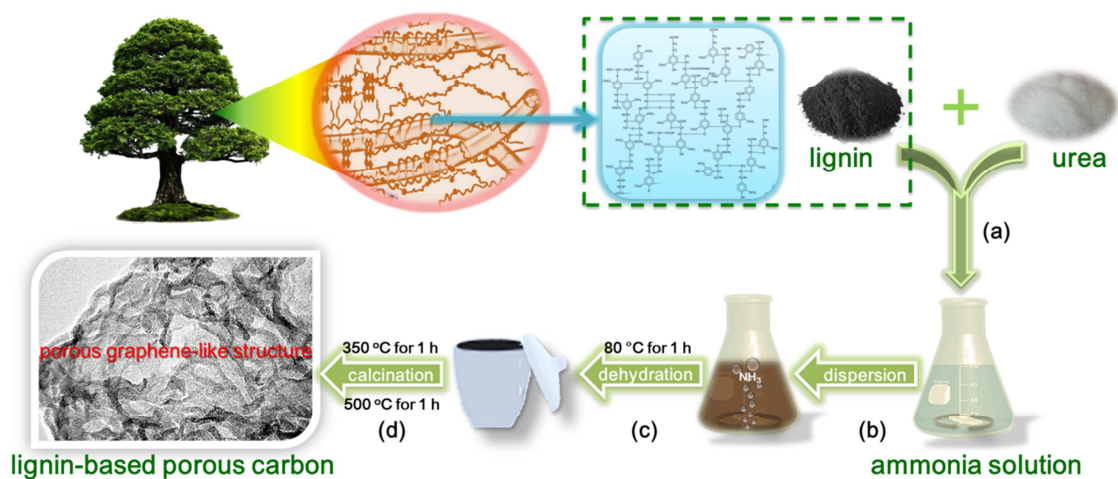 lignin
urea
(a)
porous graphene-like structure
350 °C for 1 h
calcination
500 °C for 1 h
(d)
80 °C for 1 h
dehydration
(c)
NH3
dispersion
(b)
lignin-based porous carbon
ammonia solution